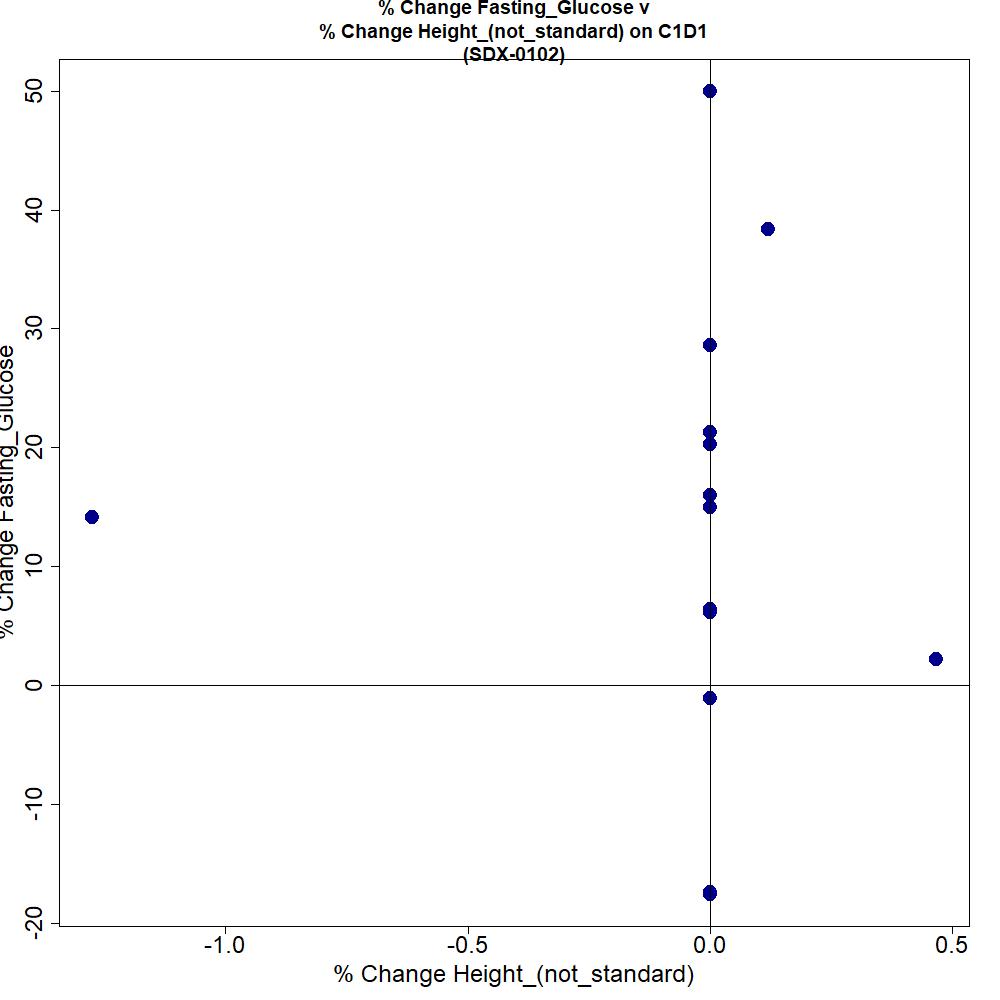 % Change Fasting_Glucose v
% Change Height_(not_standard) on C1D1
(SDX-0102)
% Change Fasting_Glucose
50
40
30
20
10
0
-10
-20
-1.0
-0.5
0.0
0.5
% Change Height_(not_standard)